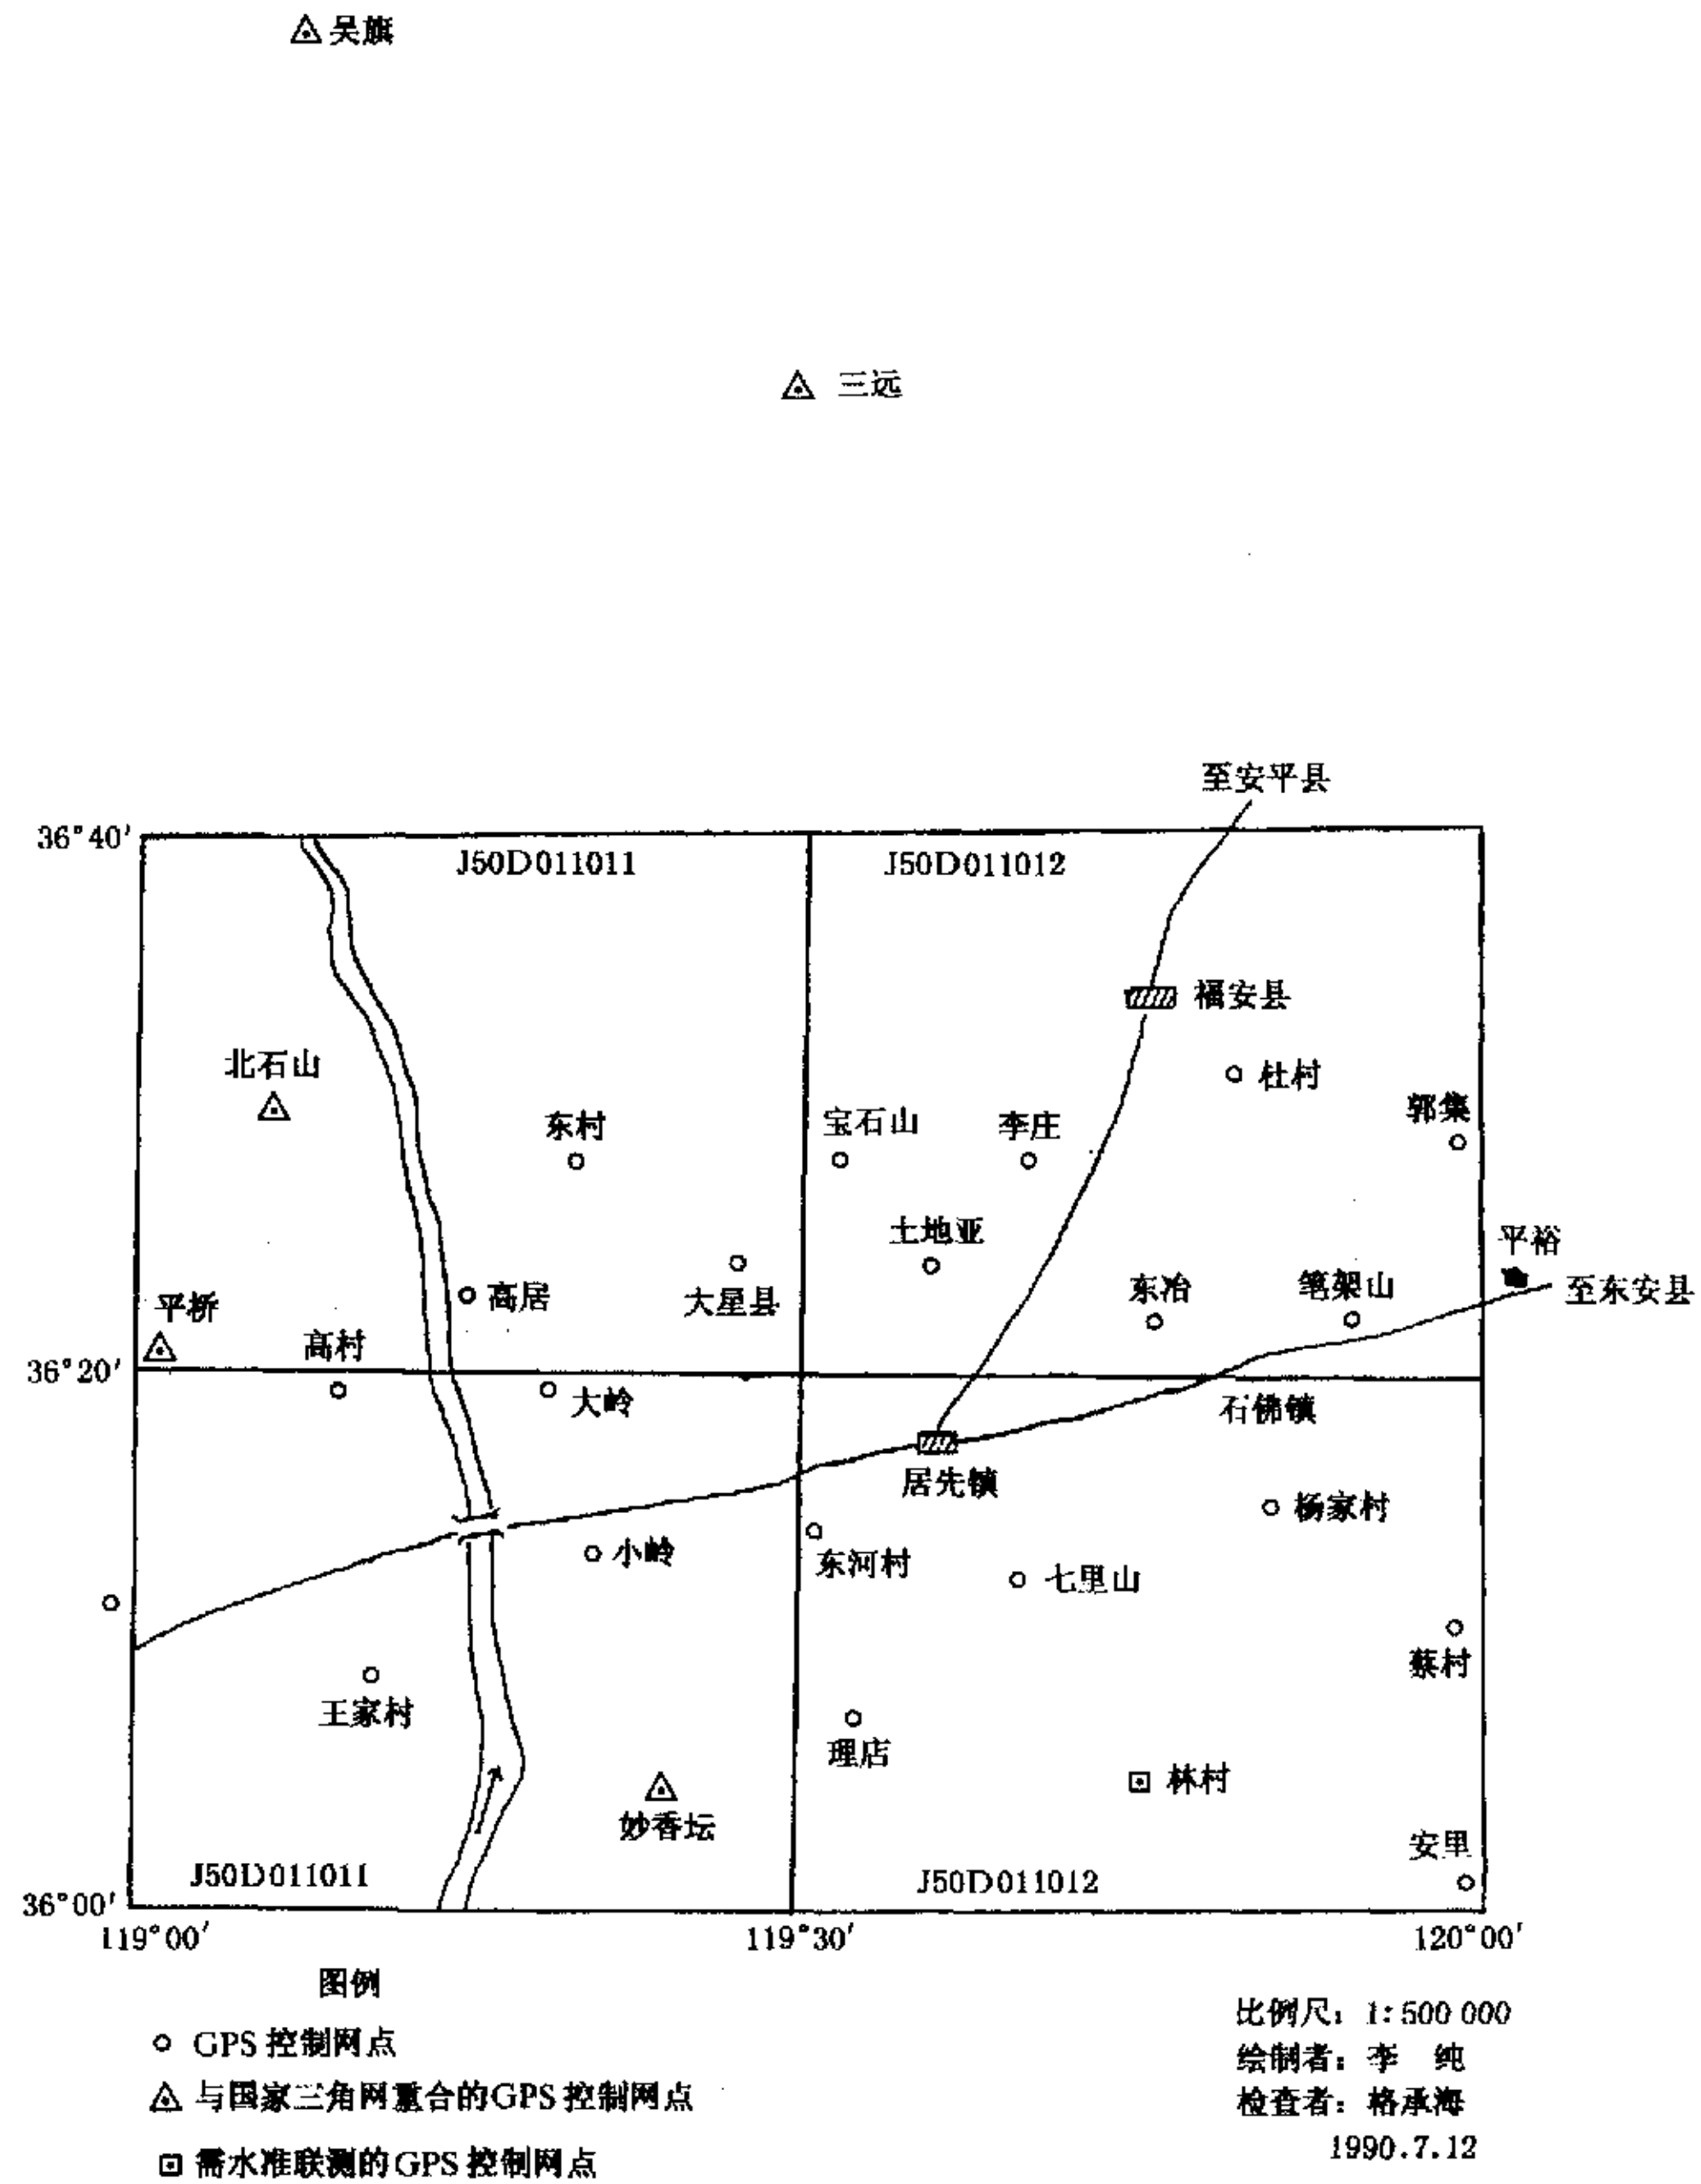 吴旗
三远
至安平县
36°40′
J50D011011
J50D011012
福安县
北石山
杜村
郭集
东村
宝石山
李庄
土地亚
平裕
高居
大星县
东冶
笔架山
至东安县
平桥
高村
36°20′
大岭
石佛镇
居先镇
杨家村
小岭
东河村
七里山
蔡村
王家村
理店
林村
妙香坛
安里
J50D011011
J50D011012
36°00′
119°00′
119°30′
120°00′
图例
GPS 控制网点
与国家三角网重合的GPS控制网点
需水准联测的GPS控制网点
比例尺：1:500 000
绘制者：李 纯
检查者：格承海
1990.7.12